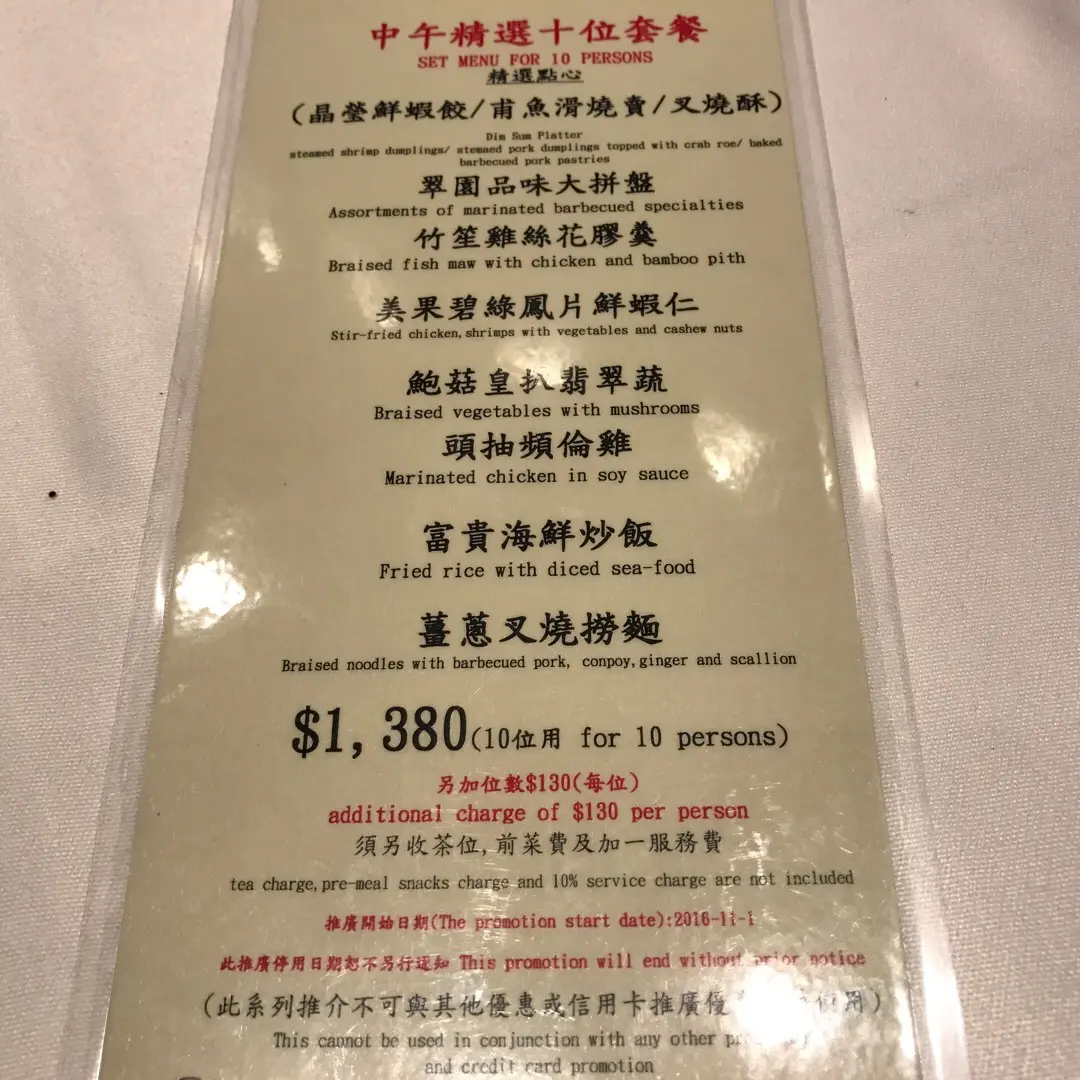 中午精選十位套餐
SET MENU FOR 10 PERSONS
精選點心
(晶瑩鮮蝦餃/甫魚滑燒賣/叉燒酥)
Dim Sum Platter
steamed shrimp dumplings/ stemaed pork dumplings topped with crab roe/ baked
barbecued pork pastries
翠園品味大拼盤
Assortments of marinated barbecued specialties
竹笙雞絲花膠羹
Braised fish maw with chicken and bamboo pith
美果碧綠鳳片鮮蝦仁
Stir-fried chicken,shrimps with vegetables and cashew nuts
鮑菇皇扒翡翠蔬
Braised vegetables with mushrooms
頭抽頻倫雞
Marinated chicken in soy sauce
富貴海鮮炒飯
Fried rice with diced sea-food
薑蔥叉燒撈麵
Braised noodles with barbecued pork, conpoy,ginger and scallion
$1,380(10位用 for 10 persons)
另加位數$130(每位)
additional charge of $130 per person
須另收茶位,前菜費及加一服務費
tea charge,pre-meal snacks charge and 10% service charge are not included
推廣開始日期(The promotion start date):2016-11-1
此推廣停用日期恕不另行通知 This promotion will end without prior notice
(此系列推介不可與其他優惠或信用卡推廣優 用)
This cannot be used in conjunction with any other
and credit card promotion